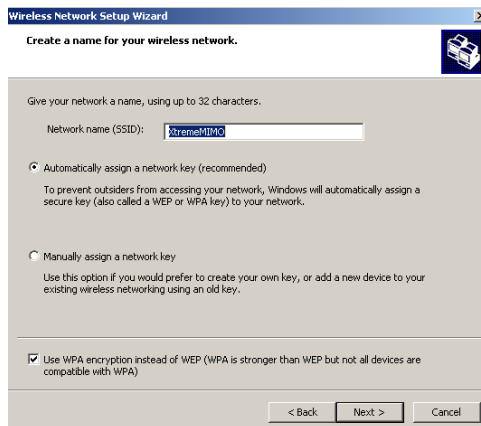 Wireless Network Setup Wizard
Create a name for your wireless network.
Give your network a name, using up to 32 characters.
Network name (SSID): XtremeMIMO
Automatically assign a network key (recommended)
To prevent outsiders from accessing your network, Windows will automatically assign a
secure key (also called a WEP or WPA key) to your network.
Manually assign a network key
Use this option if you would prefer to create your own key, or add a new device to your
existing wireless networking using an old key.
Use WPA encryption instead of WEP (WPA is stronger than WEP but not all devices are
compatible with WPA)
< Back Next > Cancel